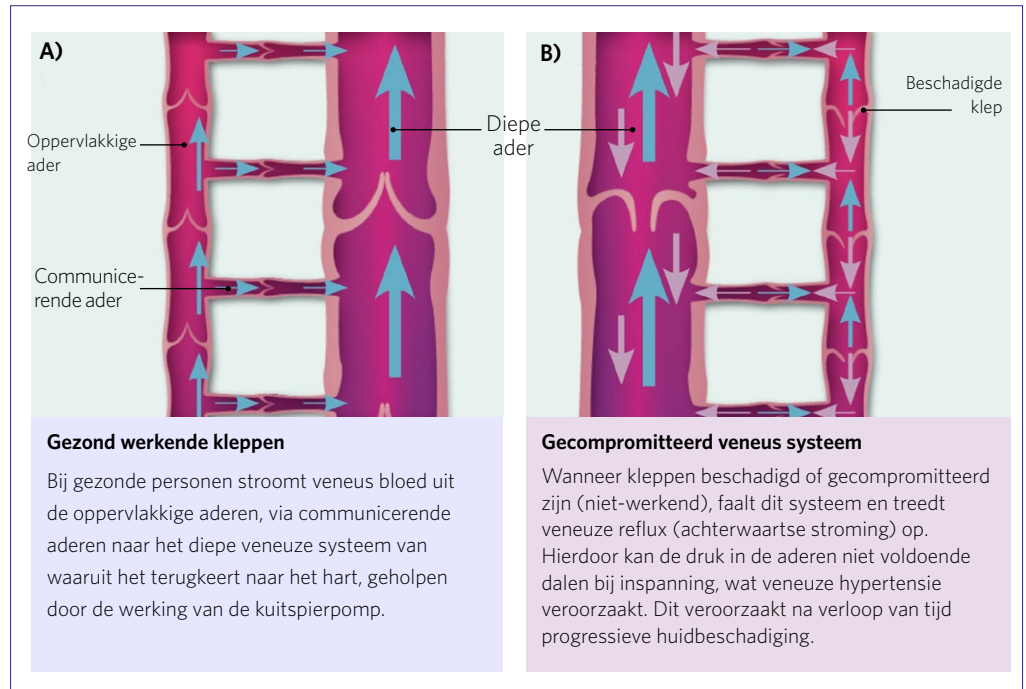 A)
Oppervlakkige
ader
Communice-
rende ader
Diepe
ader
B)
Beschadigde
klep
Gezond werkende kleppen
Bij gezonde personen stroomt veneus bloed uit
de oppervlakkige aderen, via communicerende
aderen naar het diepe veneuze systeem van
waaruit het terugkeert naar het hart, geholpen
door de werking van de kuitspierpomp.
Gecompromitteerd veneus systeem
Wanneer kleppen beschadigd of gecompromitteerd
zijn (niet-werkend), faalt dit systeem en treedt
veneuze reflux (achterwaartse stroming) op.
Hierdoor kan de druk in de aderen niet voldoende
dalen bij inspanning, wat veneuze hypertensie
veroorzaakt. Dit veroorzaakt na verloop van tijd
progressieve huidbeschadiging.